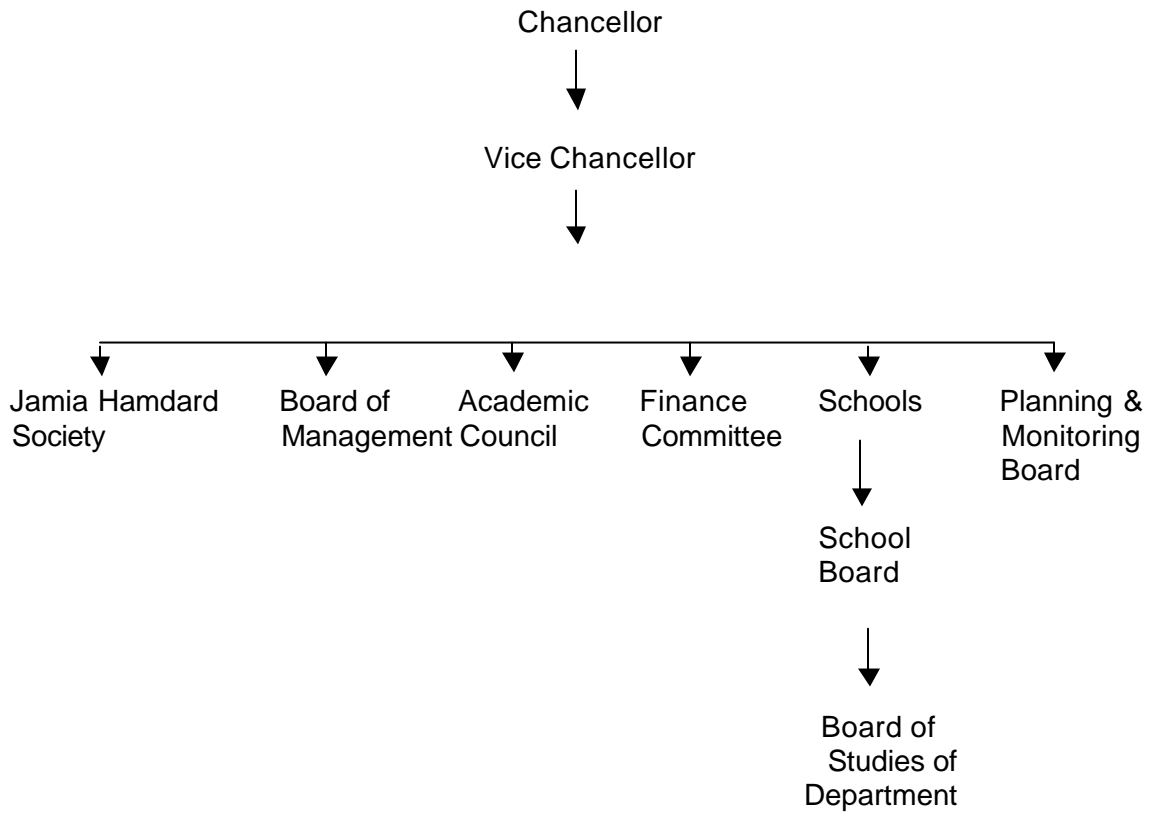 Chancellor
Vice Chancellor
Jamia Hamdard
Society
Board of
Management
Academic
Council
Finance
Committee
Schools
Planning &
Monitoring
Board
School
Board
Board of
Studies of
Department